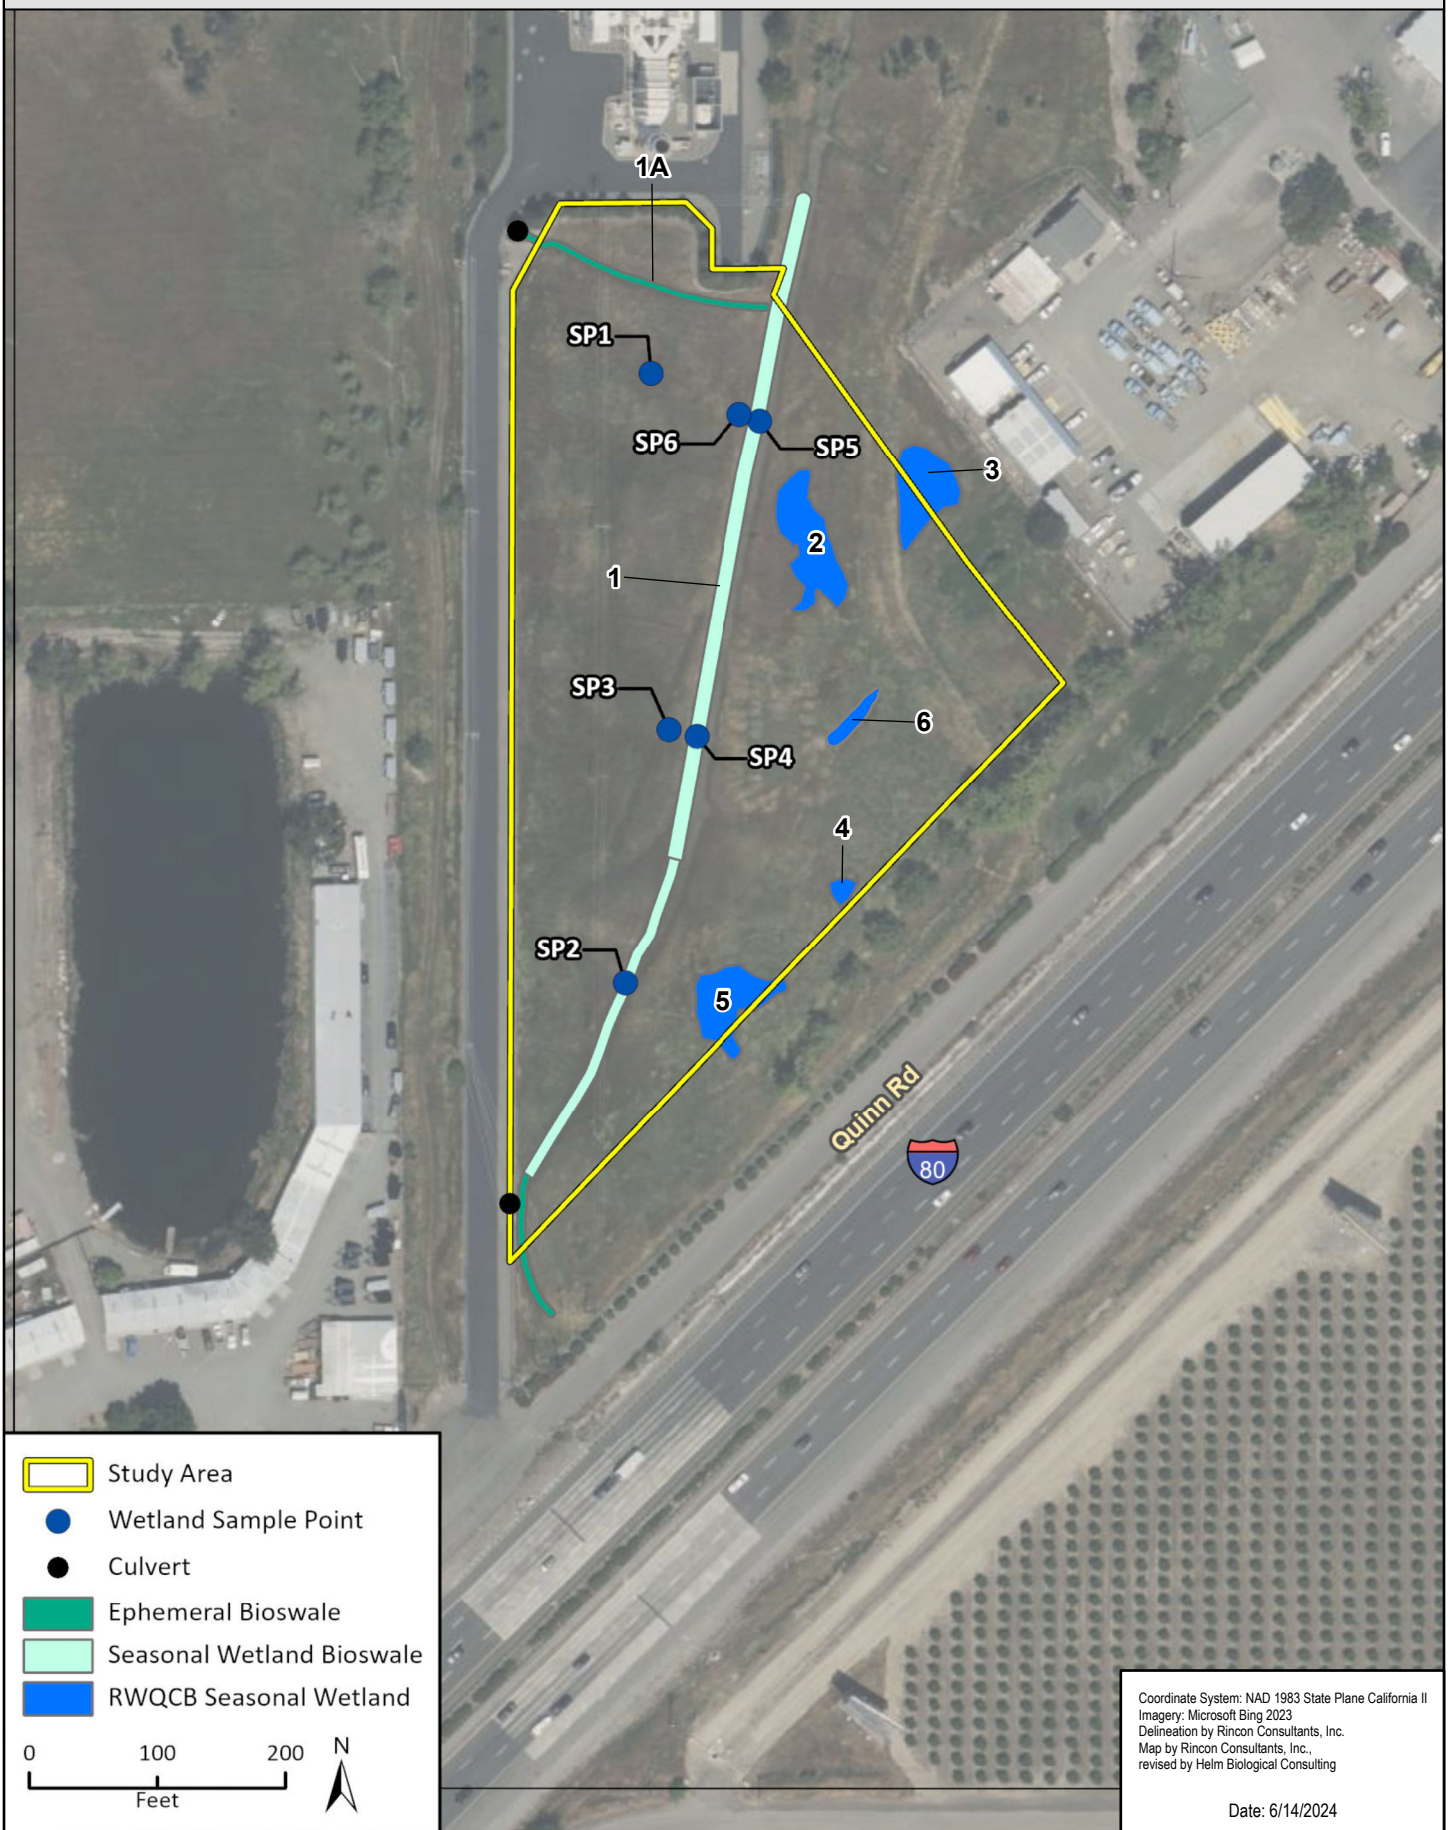 1A
SP1
SP6
SP5
3
2
1
SP3
6
SP4
4
SP2
5
Quinn Rd
80
Study Area
Wetland Sample Point
Culvert
Ephemeral Bioswale
Seasonal Wetland Bioswale
RWQCB Seasonal Wetland
0 100 200
Feet
N
Coordinate System: NAD 1983 State Plane California II
Imagery: Microsoft Bing 2023
Delineation by Rincon Consultants, Inc.
Map by Rincon Consultants, Inc.,
revised by Helm Biological Consulting
Date: 6/14/2024